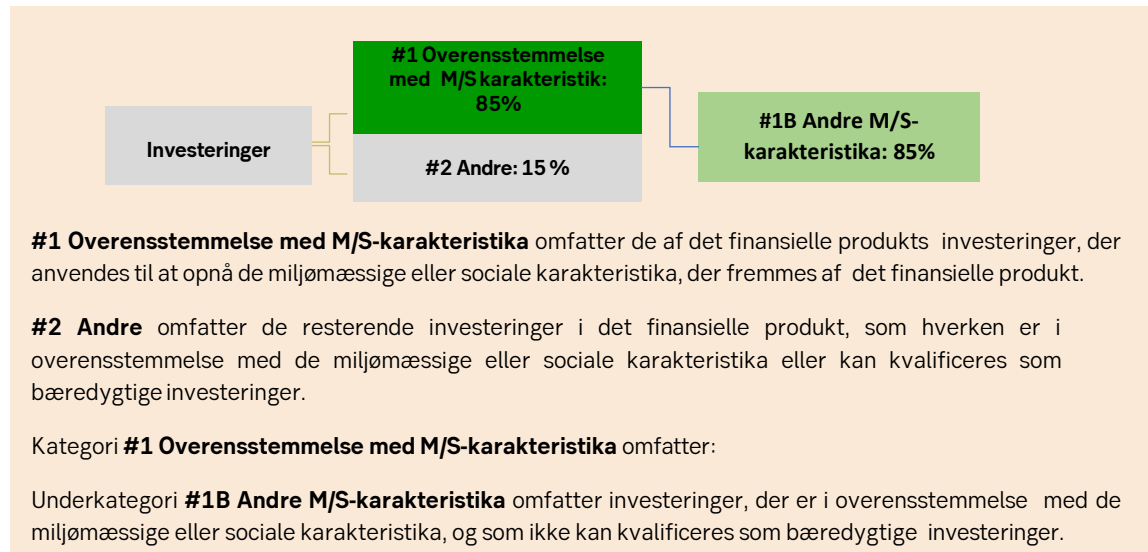 #1 Overensstemmelse
med M/S karakteristik:
85%
Investeringer
#2 Andre: 15 %
#1B Andre M/S-
karakteristika: 85%
#1 Overensstemmelse med M/S-karakteristika omfatter de af det finansielle produkts investeringer, der
anvendes til at opnå de miljømæssige eller sociale karakteristika, der fremmes af det finansielle produkt.
#2 Andre omfatter de resterende investeringer i det finansielle produkt, som hverken er i
overensstemmelse med de miljømæssige eller sociale karakteristika eller kan kvalificeres som
bæredygtige investeringer.
Kategori #1 Overensstemmelse med M/S-karakteristika omfatter:
Underkategori #1B Andre M/S-karakteristika omfatter investeringer, der er i overensstemmelse med de
miljømæssige eller sociale karakteristika, og som ikke kan kvalificeres som bæredygtige investeringer.